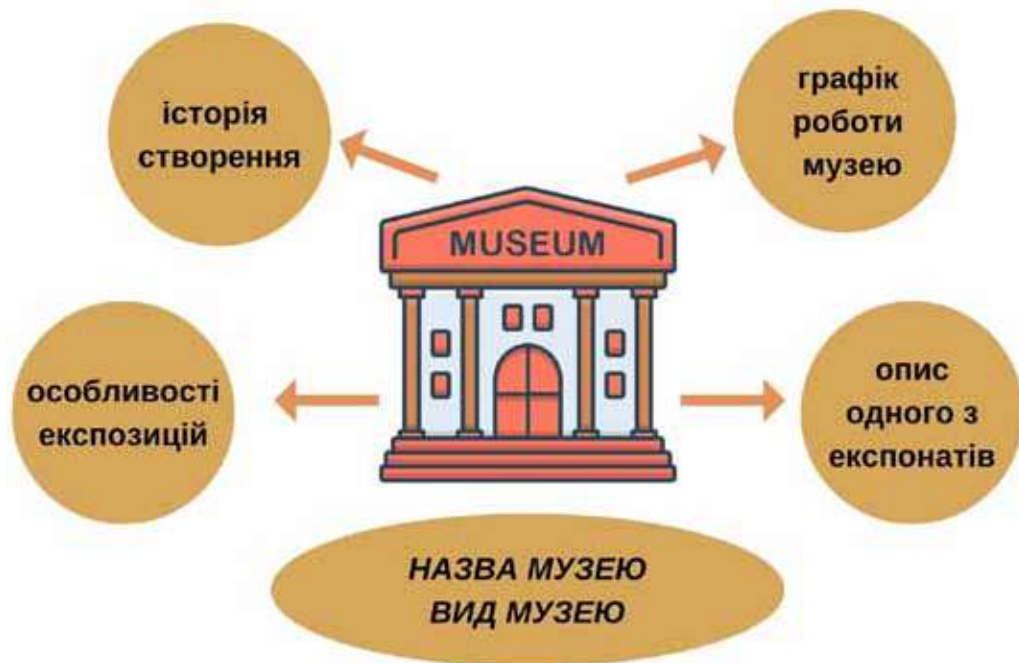 історія
створення
графік
роботи
музею
MUSEUM
особливості
експозицій
опис
одного з
експонатів
НАЗВА МУЗЕЮ
ВИД МУЗЕЮ